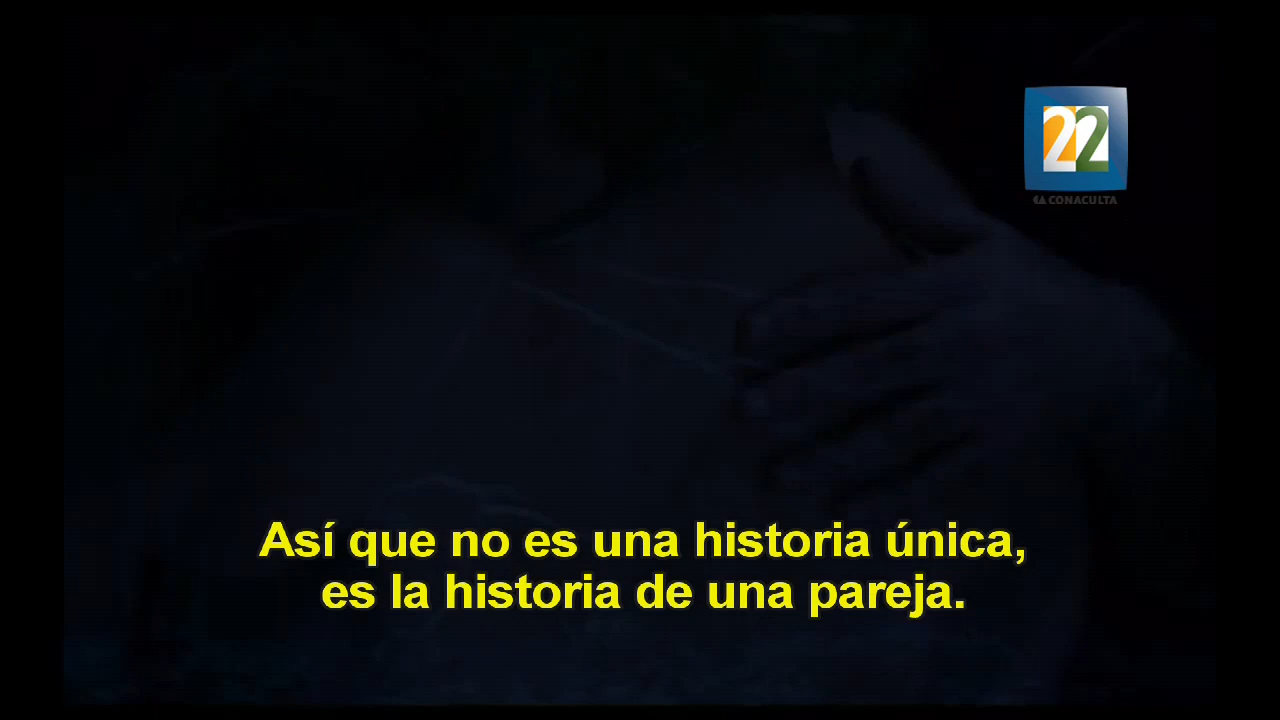 22
CONACULTA
Así que no es una historia única,
es la historia de una pareja.